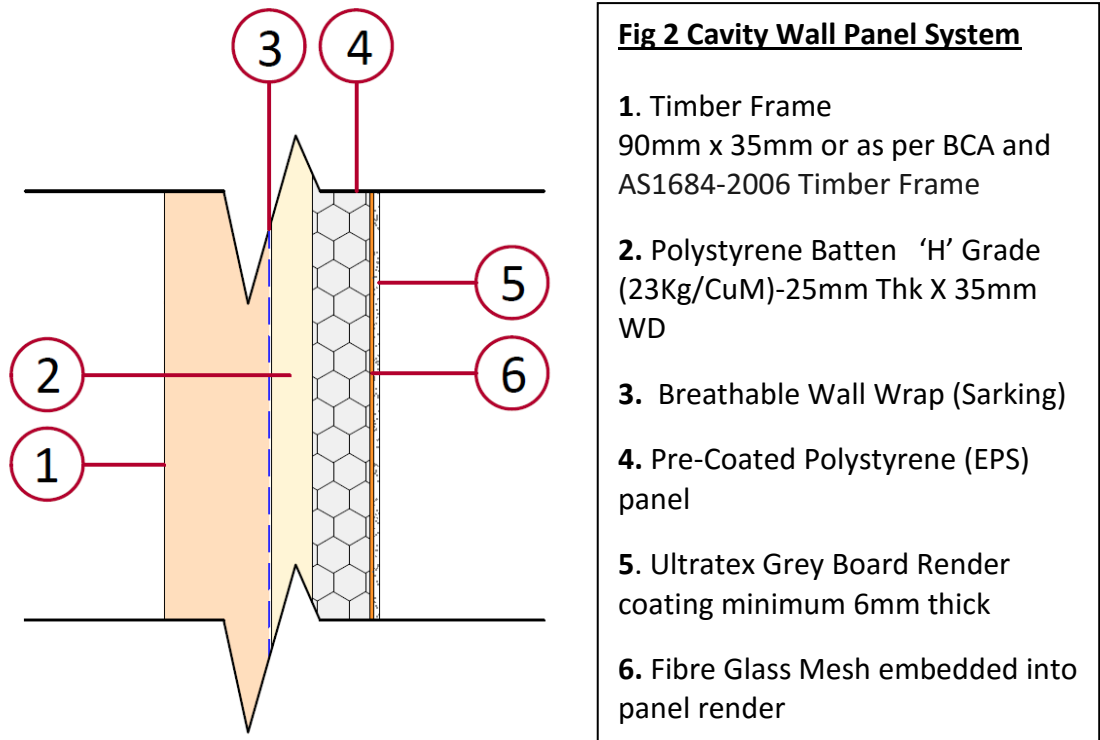 3
4
5
2
6
1
Fig 2 Cavity Wall Panel System
1. Timber Frame
90mm x 35mm or as per BCA and
AS1684-2006 Timber Frame
2. Polystyrene Batten ‘H’ Grade
(23Kg/CuM)-25mm Thk X 35mm
WD
3. Breathable Wall Wrap (Sarking)
4. Pre-Coated Polystyrene (EPS)
panel
5. Ultratex Grey Board Render
coating minimum 6mm thick
6. Fibre Glass Mesh embedded into
panel render